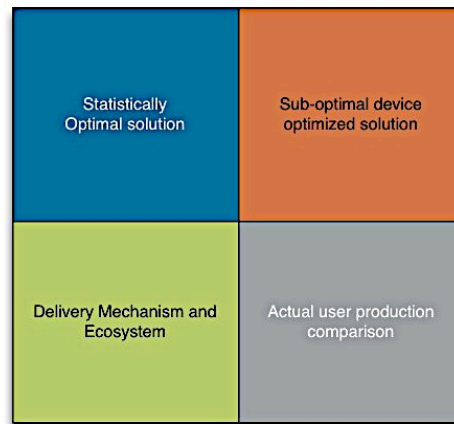 Statistically
Optimal solution
Sub-optimal device
optimized solution
Delivery Mechanism and
Ecosystem
Actual user production
comparison